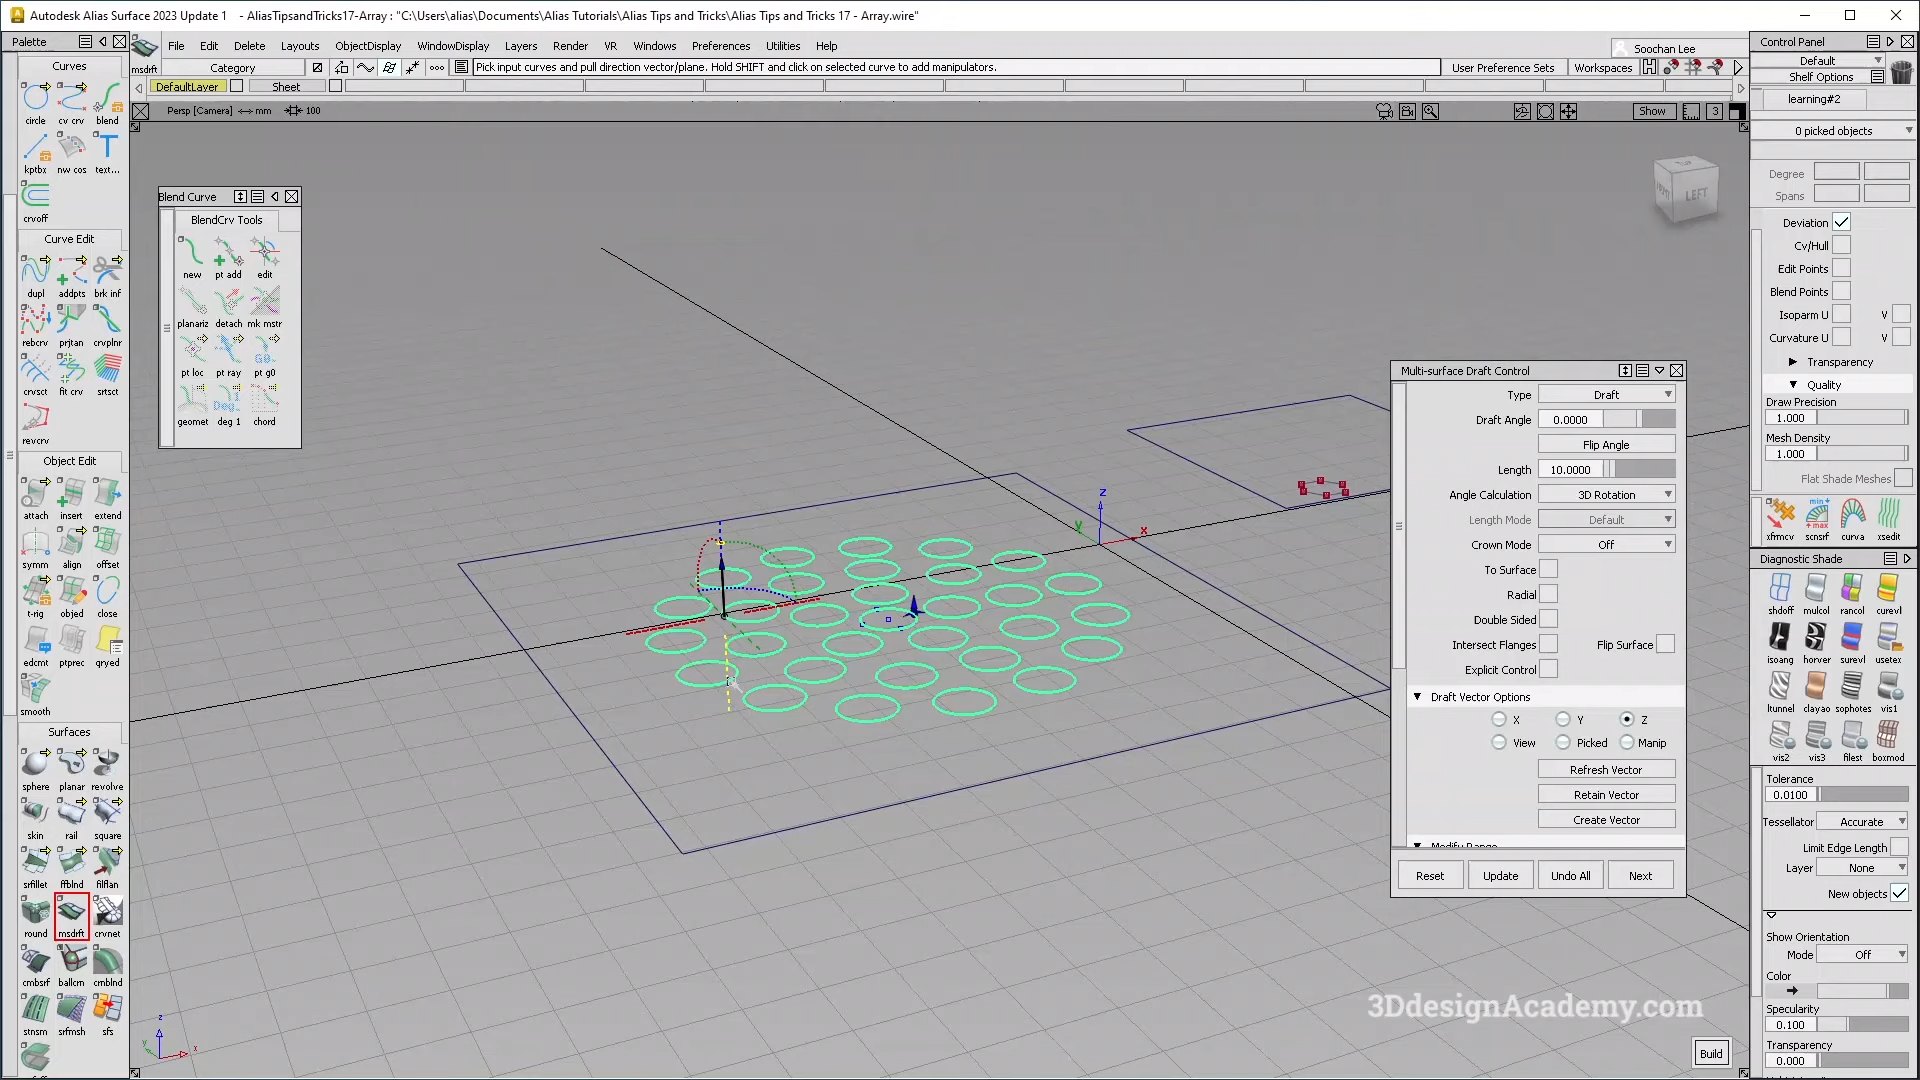 Autodesk Alias Surface 2023 Update 1 - AliasTipsandTricks17-Array : "C:\Users\alias\Documents\Alias Tutorials\Alias Tips and Tricks\Alias Tips and Tricks 17 - Array.wire"
Palette
msdrft
File Edit Delete Layouts ObjectDisplay WindowDisplay Layers Render VR Windows Preferences Utilities Help
Soochan Lee
Category
Pick input curves and pull direction vector/plane. Hold SHIFT and click on selected curve to add manipulators.
User Preference Sets Workspaces
DefaultLayer Sheet
Persp [Camera] mm 100
Show 3
Curves
circle cv crv blend
kptbx nw cos text...
crvoff
Curve Edit
dupl addpts brk inf
rebcrv prjtan crvplnr
crvsct fit crv srtsct
revcrv
Object Edit
attach insert extend
symm align offset
t-rig objed close
edcmt ptprec qryed
smooth
Surfaces
sphere planar revolve
skin rail square
srfillet ffblnd filflan
round msdrft crvnet
cmbsrf ballcrn cmblnd
stnsm srfmsh sfs
Blend Curve
BlendCrv Tools
new pt add edit
planariz detach mk mstr
pt loc pt ray pt g0
geomet deg 1 chord
LEFT
z
y
x
z
y
x
Multi-surface Draft Control
Type Draft
Draft Angle 0.0000
Flip Angle
Length 10.0000
Angle Calculation 3D Rotation
Length Mode Default
Crown Mode Off
To Surface
Radial
Double Sided
Intersect Flanges Flip Surface
Explicit Control
Draft Vector Options
X Y Z
View Picked Manip
Refresh Vector
Retain Vector
Create Vector
Modify Range
Reset Update Undo All Next
3DdesignAcademy.com
Build
Control Panel
Default
Shelf Options
learning#2
0 picked objects
Degree
Spans
Deviation
Cv/Hull
Edit Points
Blend Points
Isoparm U V
Curvature U V
Transparency
Quality
Draw Precision
1.000
Mesh Density
1.000
Flat Shade Meshes
xfrmcv scnsrf curva xsedit
Diagnostic Shade
shdoff mulcol rancol curevl
isoang horver surevl usetex
ltunnel clayao sophotes vis1
vis2 vis3 filest boxmod
Tolerance
0.0100
Tessellator Accurate
Limit Edge Length
Layer None
New objects
Show Orientation
Mode Off
Color
Specularity
0.100
Transparency
0.000